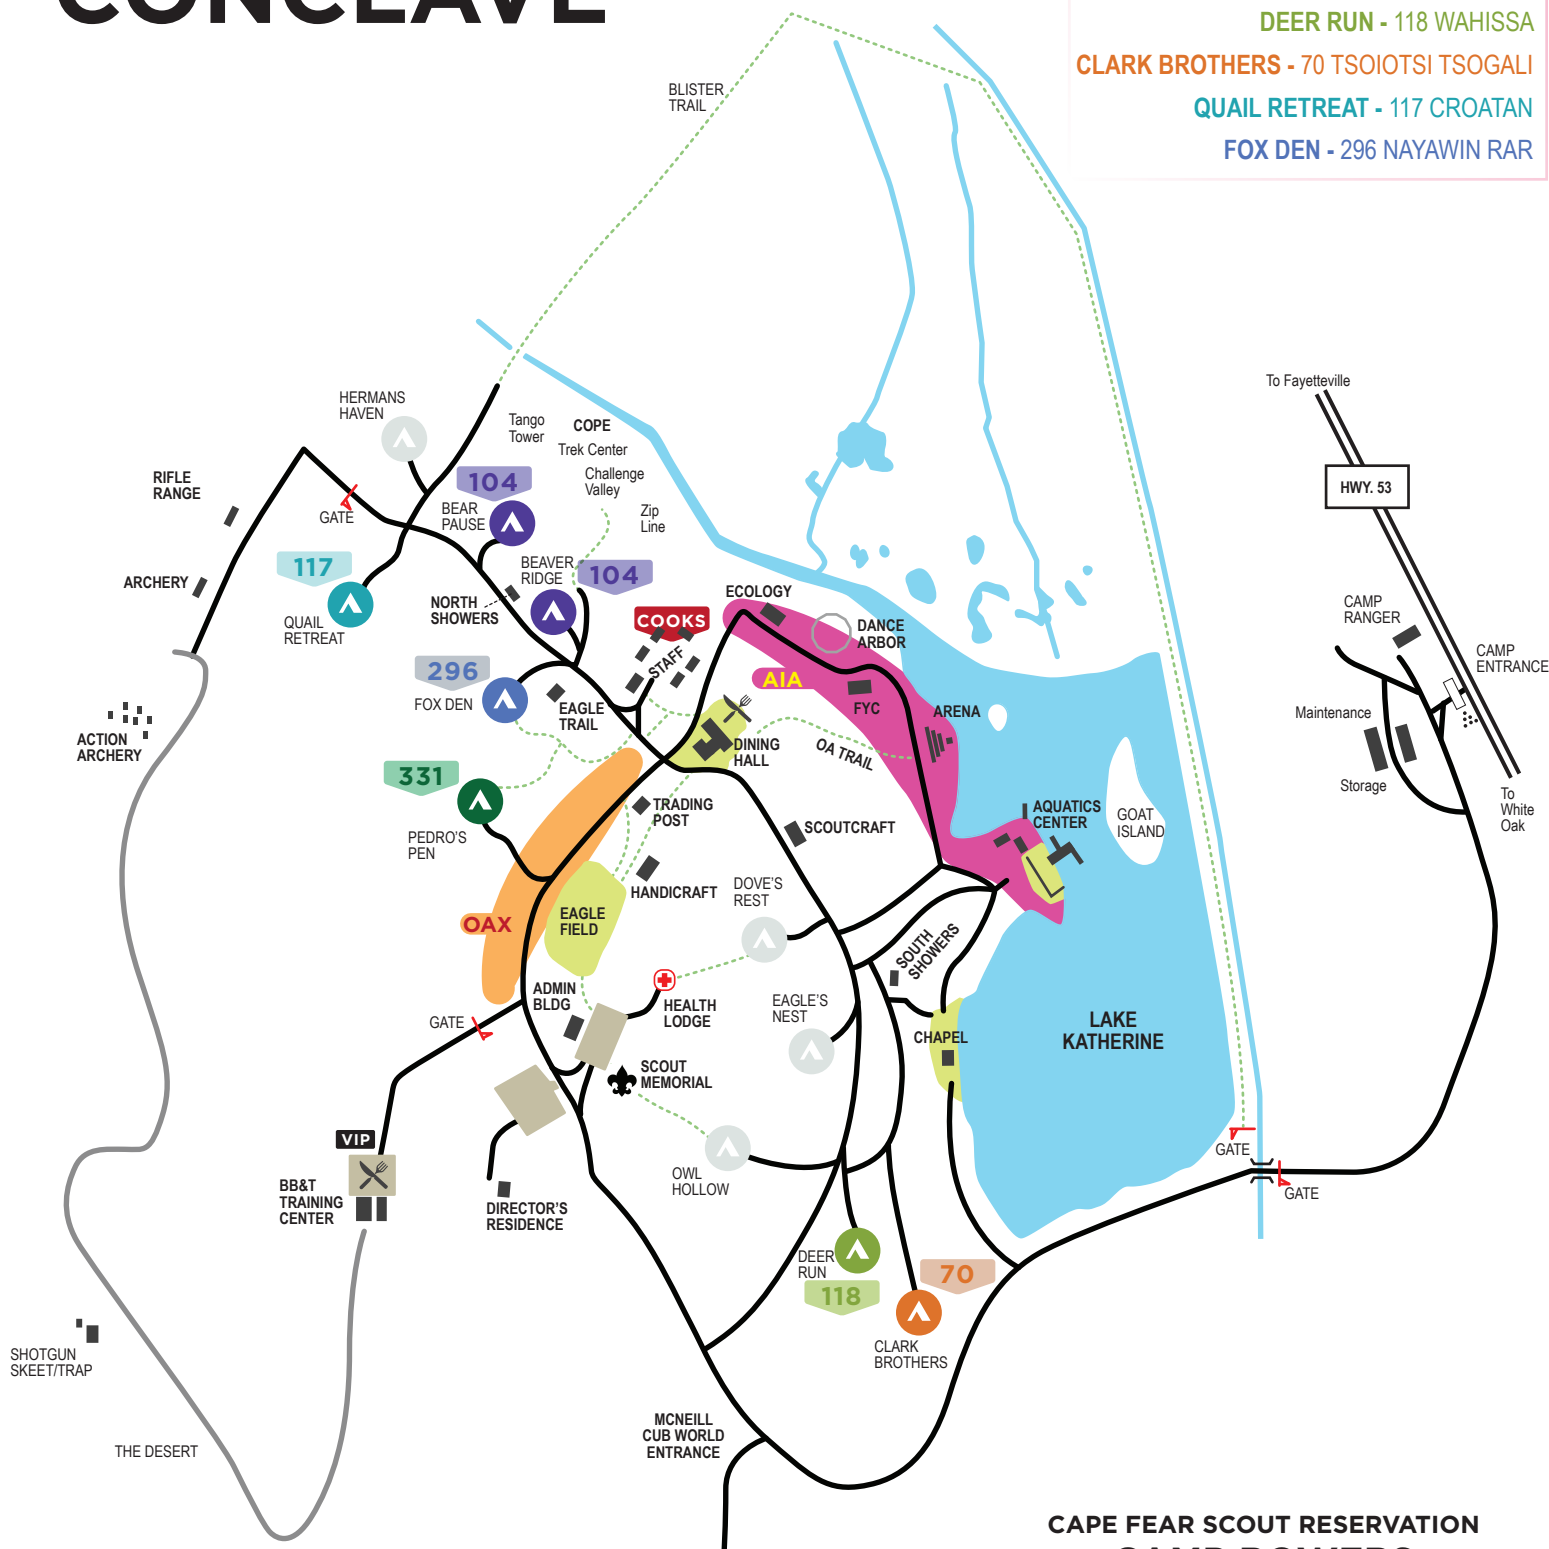 CONCLAVE
DEER RUN - 118 WAHISSA
CLARK BROTHERS - 70 TSOIOTSI TSOGALI
QUAIL RETREAT - 117 CROATAN
FOX DEN - 296 NAYAWIN RAR
BLISTER
TRAIL
To Fayetteville
HWY. 53
HERMANS
HAVEN
Tango
Tower
COPE
Trek Center
Challenge
Valley
Zip
Line
RIFLE
RANGE
GATE
104
BEAR
PAUSE
117
QUAIL
RETREAT
ARCHERY
BEAVER
RIDGE
104
NORTH
SHOWERS
COOKS
STAFF
ECOLOGY
DANCE
ARBOR
CAMP
RANGER
CAMP
ENTRANCE
296
FOX DEN
EAGLE
TRAIL
AIA
FYC
ARENA
Maintenance
Storage
To
White
Oak
ACTION
ARCHERY
DINING
HALL
OA TRAIL
331
PEDRO'S
PEN
TRADING
POST
SCOUTCRAFT
AQUATICS
CENTER
GOAT
ISLAND
HANDICRAFT
DOVE'S
REST
OAX
EAGLE
FIELD
SOUTH
SHOWERS
ADMIN
BLDG
HEALTH
LODGE
EAGLE'S
NEST
GATE
CHAPEL
LAKE
KATHERINE
SCOUT
MEMORIAL
VIP
BB&T
TRAINING
CENTER
OWL
HOLLOW
DIRECTOR'S
RESIDENCE
GATE
GATE
DEER
RUN
118
70
CLARK
BROTHERS
SHOTGUN
SKEET/TRAP
THE DESERT
MCNEILL
CUB WORLD
ENTRANCE
CAPE FEAR SCOUT RESERVATION
CAMP BOWERS